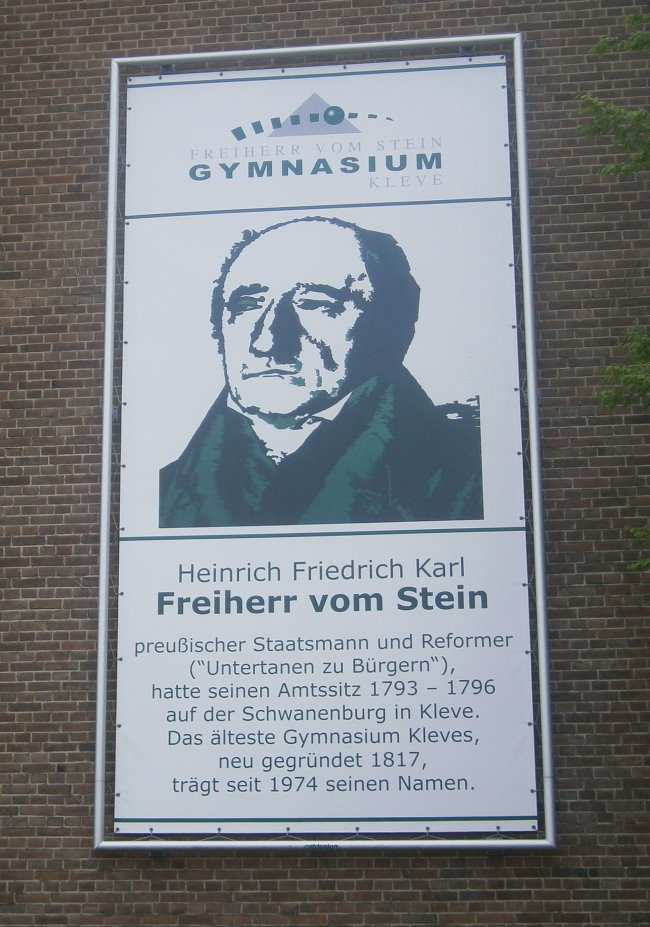 FREIHERR VOM STEIN
GYMNASIUM
KLEVE
Heinrich Friedrich Karl
Freiherr vom Stein
preußischer Staatsmann und Reformer
(“Untertanen zu Bürgern“),
hatte seinen Amtssitz 1793 – 1796
auf der Schwanenburg in Kleve.
Das älteste Gymnasium Kleves,
neu gegründet 1817,
trägt seit 1974 seinen Namen.